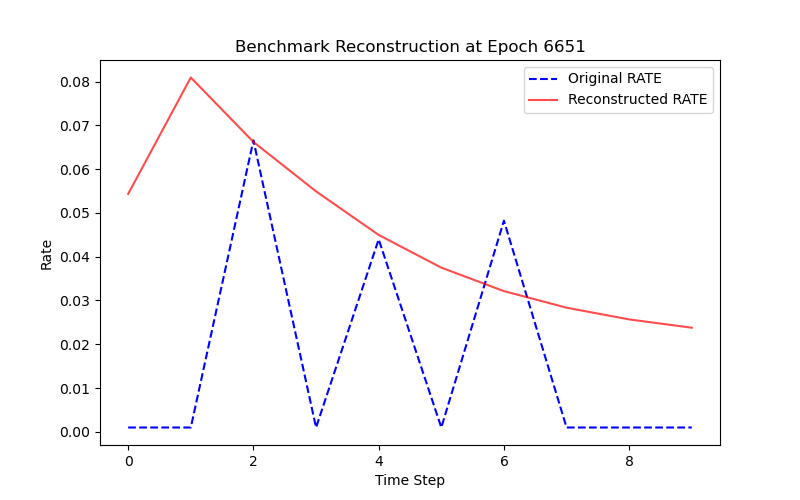 Benchmark Reconstruction at Epoch 6651
Original RATE
Reconstructed RATE
0.08
0.07
0.06
0.05
0.04
0.03
0.02
0.01
0.00
Rate
0 2 4 6 8
Time Step